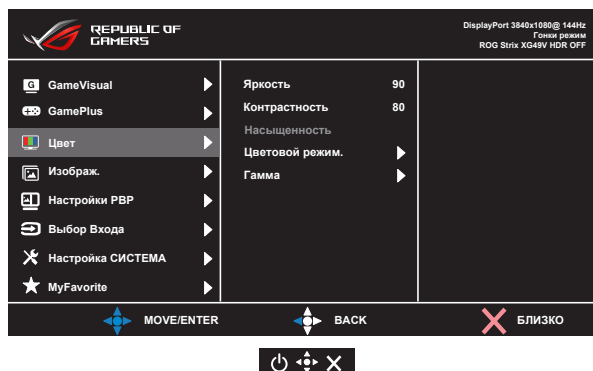 REPUBLIC OF
GAMERS
DisplayPort 3840x1080@ 144Hz
Гонки режим
ROG Strix XG49V HDR OFF
G GameVisual
GamePlus
Цвет
Изображ.
Настройки PBP
Выбор Входа
Настройка СИСТЕМА
MyFavorite
Яркость 90
Контрастность 80
Насыщенность
Цветовой режим.
Гамма
MOVE/ENTER BACK БЛИЗКО